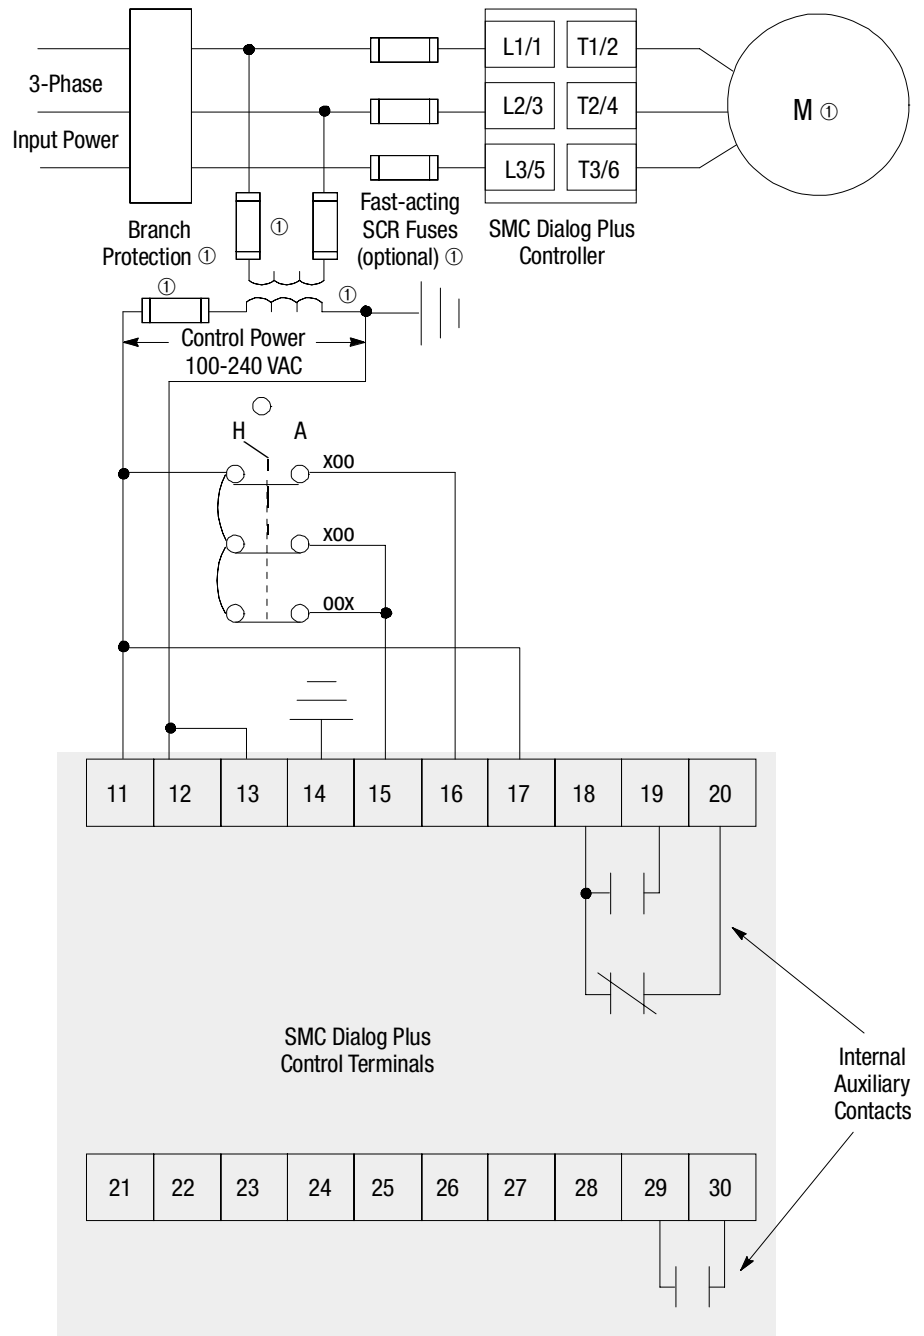 L1/1 T1/2
3-Phase
L2/3 T2/4 M ①
Input Power
L3/5 T3/6
Branch
Protection ①
①
Fast-acting
SCR Fuses
(optional) ①
SMC Dialog Plus
Controller
①
①
Control Power
100-240 VAC
H A
X00
X00
00X
11 12 13 14 15 16 17 18 19 20
SMC Dialog Plus
Control Terminals
Internal
Auxiliary
Contacts
21 22 23 24 25 26 27 28 29 30